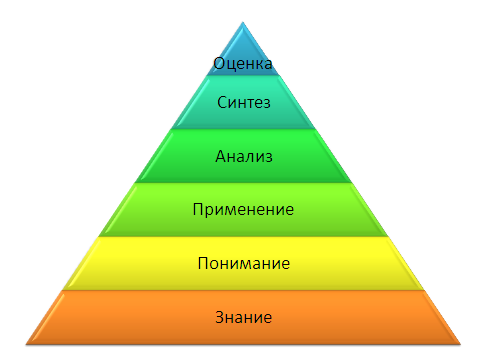 Оценка
Синтез
Анализ
Применение
Понимание
Знание